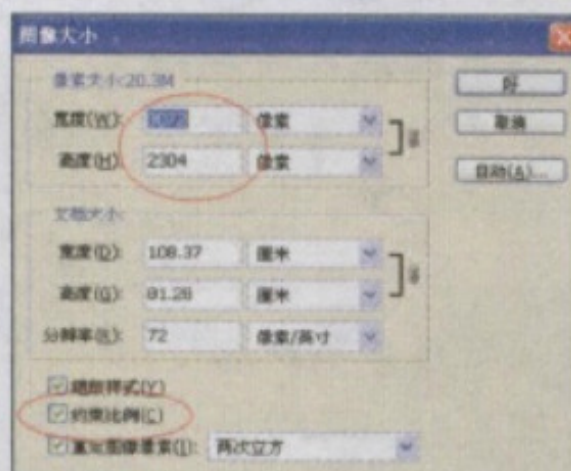 图像大小
像素大小:20.3M
好
宽度(W): 3072 像素
取消
高度(H): 2304 像素
自动(A)...
文档大小:
宽度(D): 108.37 厘米
高度(G): 81.28 厘米
分辨率(R): 72 像素/英寸
缩放样式(Y)
约束比例(C)
重定图像像素(I): 两次立方